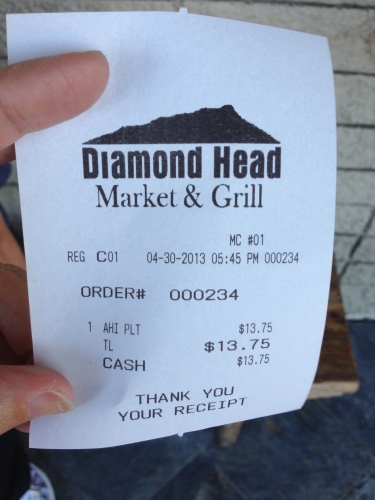 Diamond Head
Market & Grill
MC #01
REG C01 04-30-2013 05:45 PM 000234
ORDER# 000234
1 AHI PLT $13.75
TL $13.75
CASH $13.75
THANK YOU
YOUR RECEIPT